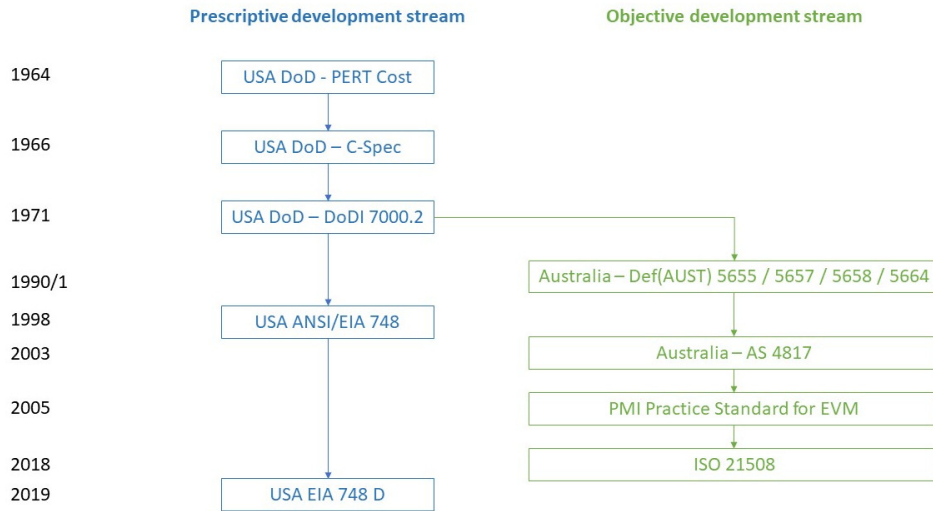 Prescriptive development stream
Objective development stream
1964
USA DoD - PERT Cost
1966
USA DoD – C-Spec
1971
USA DoD – DoDI 7000.2
1990/1
Australia – Def(AUST) 5655 / 5657 / 5658 / 5664
1998
USA ANSI/EIA 748
2003
Australia – AS 4817
2005
PMI Practice Standard for EVM
2018
ISO 21508
2019
USA EIA 748 D